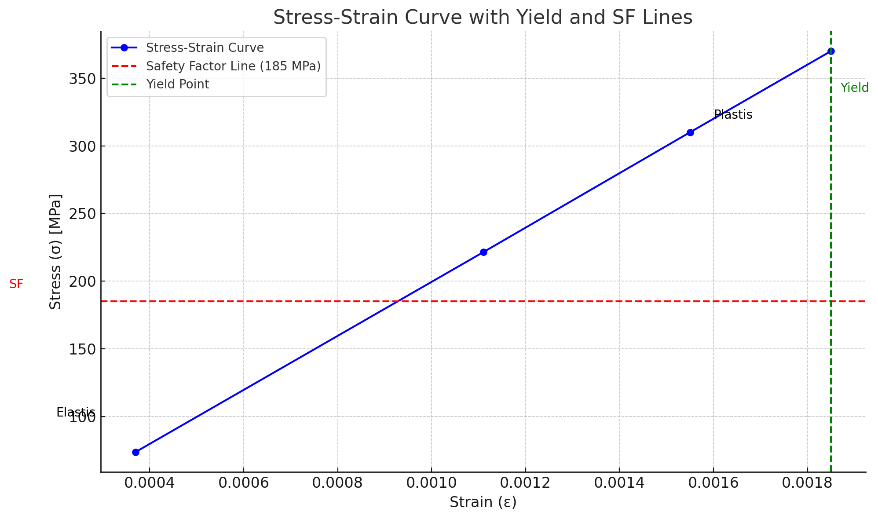 Stress-Strain Curve with Yield and SF Lines
Stress-Strain Curve
Safety Factor Line (185 MPa)
Yield Point
Yield
Plastis
SF
Elastis
Stress (σ) [MPa]
350
300
250
200
150
100
0.0004 0.0006 0.0008 0.0010 0.0012 0.0014 0.0016 0.0018
Strain (ε)